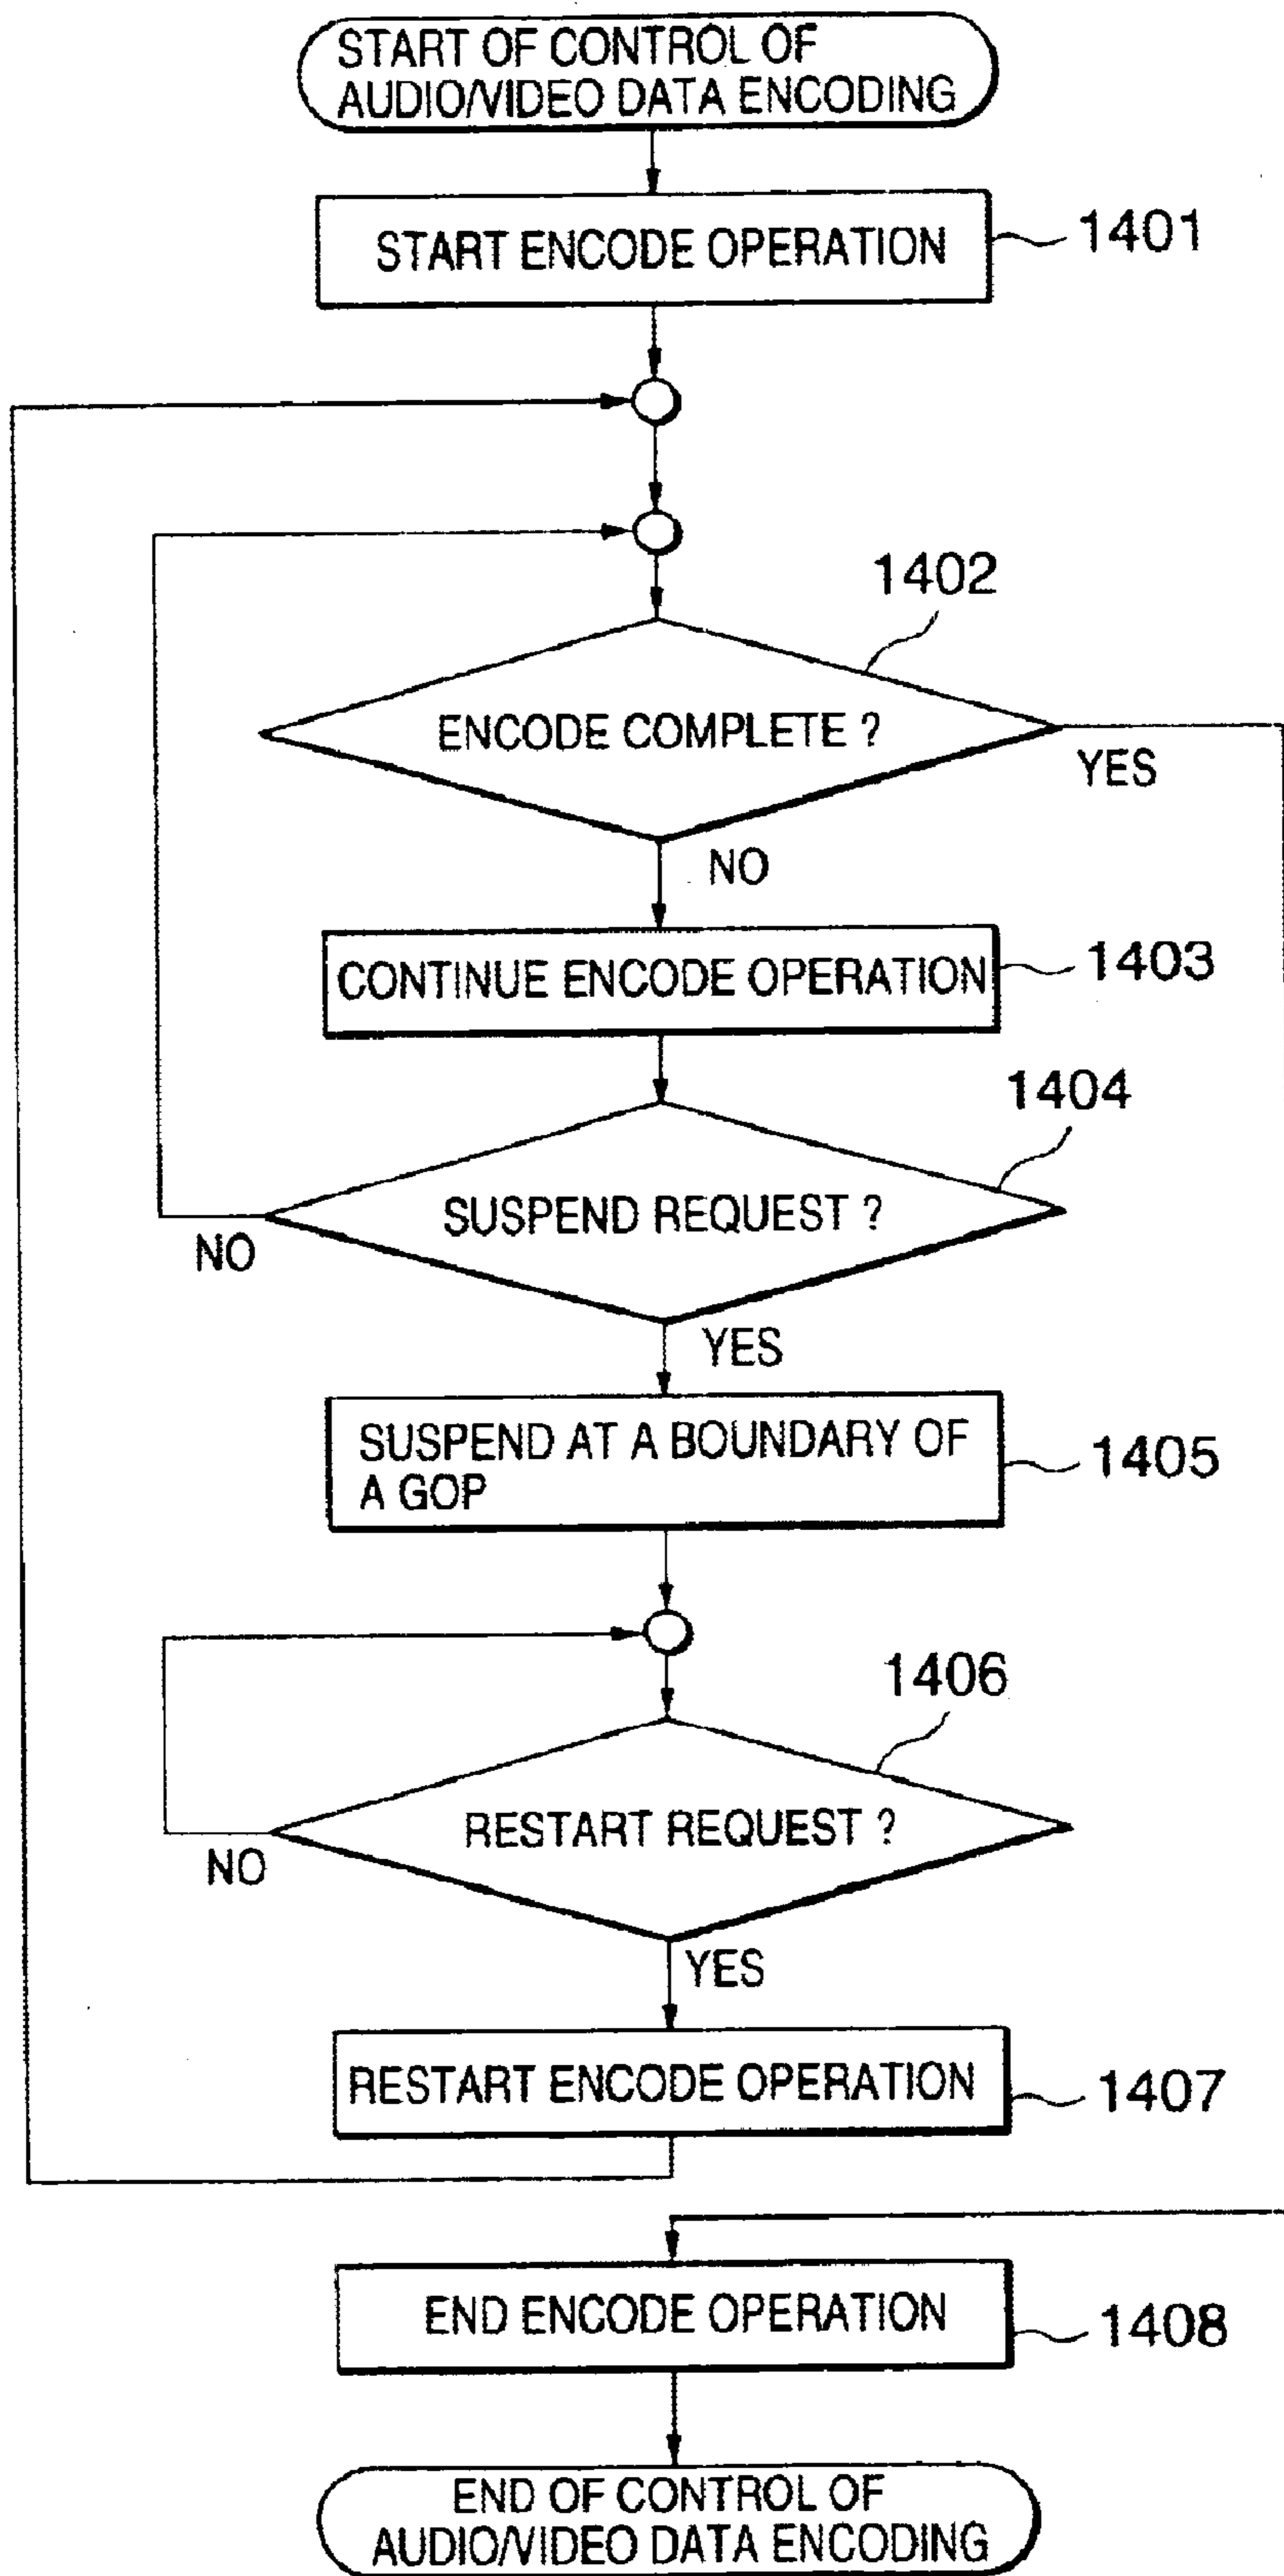 START OF CONTROL OF
AUDIO/VIDEO DATA ENCODING
START ENCODE OPERATION
1401
1402
ENCODE COMPLETE ?
YES
NO
CONTINUE ENCODE OPERATION
1403
1404
SUSPEND REQUEST ?
NO
YES
SUSPEND AT A BOUNDARY OF
A GOP
1405
1406
RESTART REQUEST ?
NO
YES
RESTART ENCODE OPERATION
1407
END ENCODE OPERATION
1408
END OF CONTROL OF
AUDIO/VIDEO DATA ENCODING